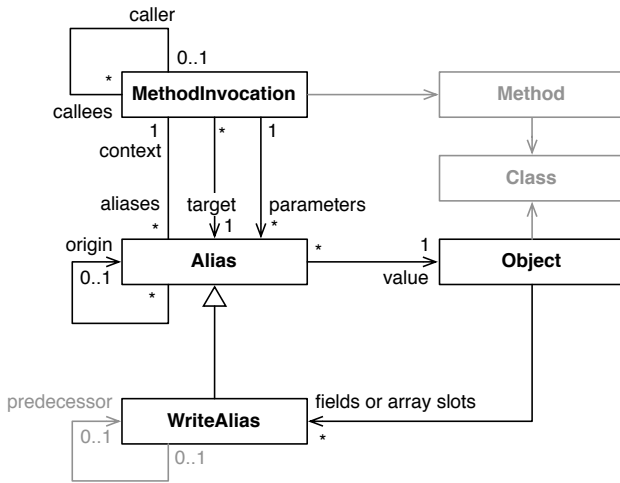 caller
0..1
*
MethodInvocation
Method
callees
1
*
1
context
Class
aliases
target
parameters
*
1
*
origin
*
1
0..1
Alias
Object
*
value
predecessor
fields or array slots
0..1
WriteAlias
*
0..1